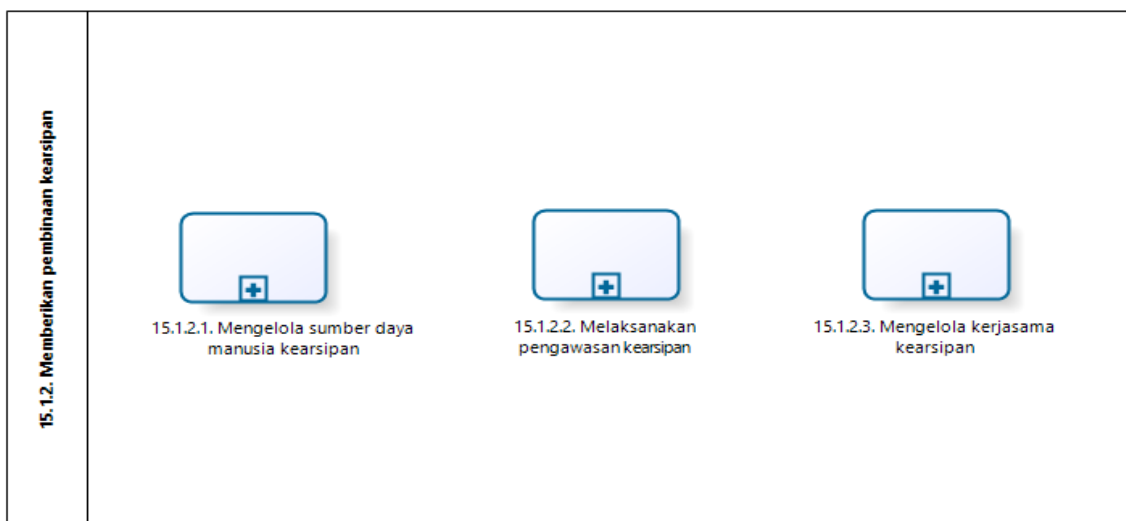 15.1.2. Memberikan pembinaan kearsipan
15.1.2.1. Mengelola sumber daya
manusia kearsipan
15.1.2.2. Melaksanakan
pengawasan kearsipan
15.1.2.3. Mengelola kerjasama
kearsipan